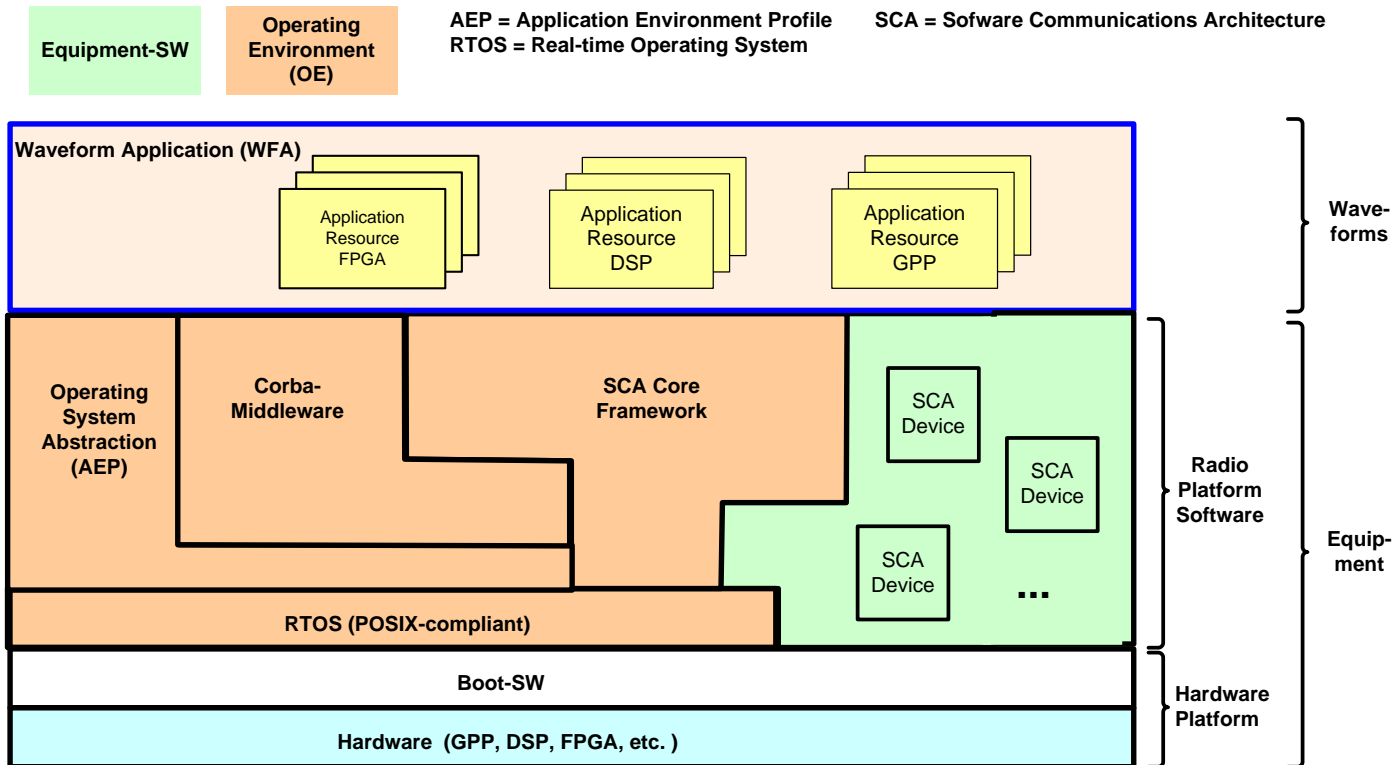 Equipment-SW
Operating
Environment
(OE)
AEP = Application Environment Profile
RTOS = Real-time Operating System
SCA = Sofware Communications Architecture
Waveform Application (WFA)
Application
Resource
FPGA
Application
Resource
DSP
Application
Resource
GPP
Wave-
forms
Operating
System
Abstraction
(AEP)
Corba-
Middleware
SCA Core
Framework
SCA
Device
SCA
Device
SCA
Device
...
RTOS (POSIX-compliant)
Radio
Platform
Software
Equip-
ment
Boot-SW
Hardware (GPP, DSP, FPGA, etc. )
Hardware
Platform